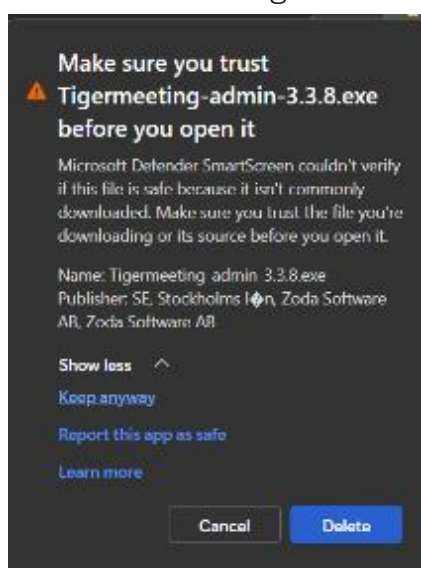 Make sure you trust
Tigermeeting-admin-3.3.8.exe
before you open it
Microsoft Defender SmartScreen couldn't verify
if this file is safe because it isn't commonly
downloaded. Make sure you trust the file you're
downloading or its source before you open it.
Name: Tigermeeting admin 3.3.8.exe
Publisher: SE, Stockholms l�n, Zoda Software
AB, Zoda Software AB
Show less
Keep anyway
Report this app as safe
Learn more
Cancel
Delete